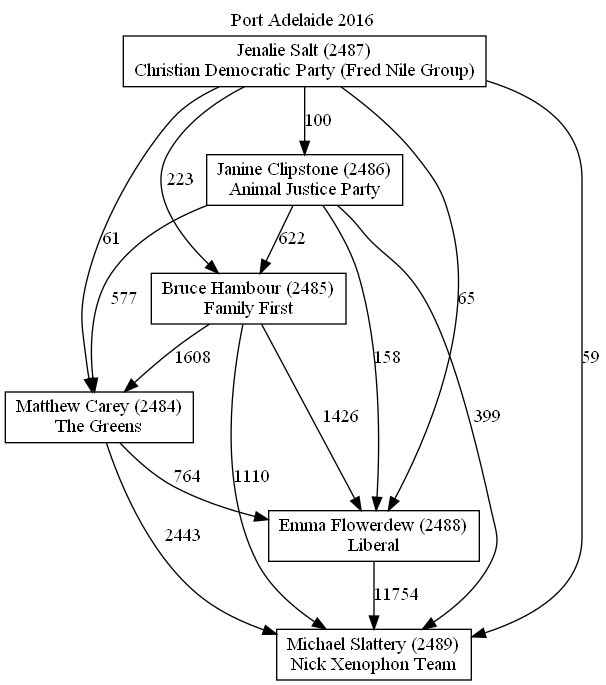 Port Adelaide 2016
Jenalie Salt (2487)
Christian Democratic Party (Fred Nile Group)
100
Janine Clipstone (2486)
Animal Justice Party
223
61
622
577
Bruce Hambour (2485)
Family First
65
59
1608
158
1426
399
Matthew Carey (2484)
The Greens
764
1110
2443
Emma Flowerdew (2488)
Liberal
11754
Michael Slattery (2489)
Nick Xenophon Team